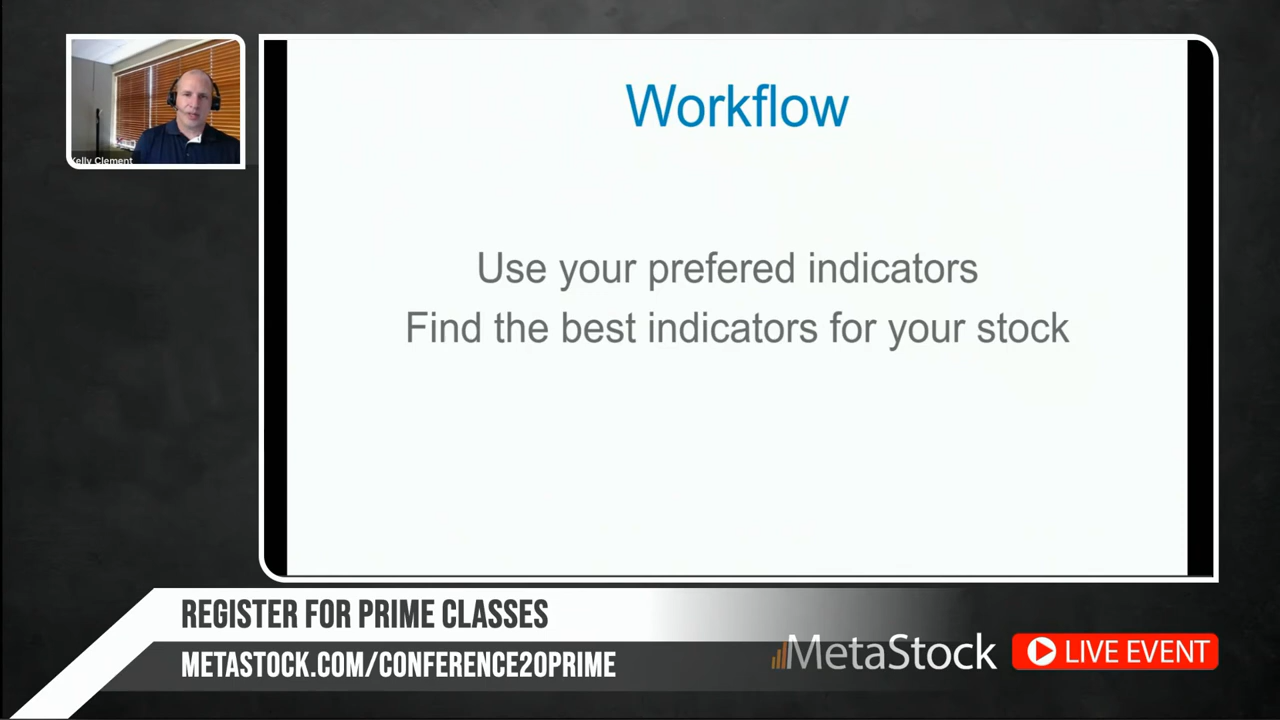 Kelly Clement
Workflow
Use your prefered indicators
Find the best indicators for your stock
REGISTER FOR PRIME CLASSES
METASTOCK.COM/CONFERENCE20PRIME
MetaStock
LIVE EVENT